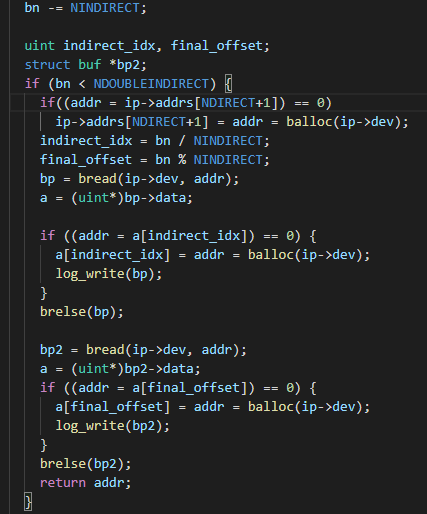 bn -= NINDIRECT;
uint indirect_idx, final_offset;
struct buf *bp2;
if (bn < NDOUBLEINDIRECT) {
if((addr = ip->addrs[NDIRECT+1]) == 0)
ip->addrs[NDIRECT+1] = addr = balloc(ip->dev);
indirect_idx = bn / NINDIRECT;
final_offset = bn % NINDIRECT;
bp = bread(ip->dev, addr);
a = (uint*)bp->data;
if ((addr = a[indirect_idx]) == 0) {
a[indirect_idx] = addr = balloc(ip->dev);
log_write(bp);
}
brelse(bp);
bp2 = bread(ip->dev, addr);
a = (uint*)bp2->data;
if ((addr = a[final_offset]) == 0) {
a[final_offset] = addr = balloc(ip->dev);
log_write(bp2);
}
brelse(bp2);
return addr;
}